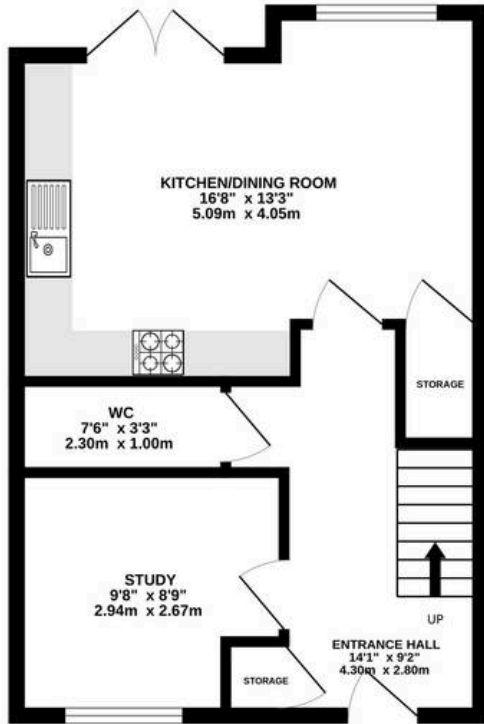 KITCHEN/DINING ROOM
16'8" x 13'3"
5.09m x 4.05m
STORAGE
WC
7'6" x 3'3"
2.30m x 1.00m
STUDY
9'8" x 8'9"
2.94m x 2.67m
UP
ENTRANCE HALL
14'1" x 9'2"
4.30m x 2.80m
STORAGE